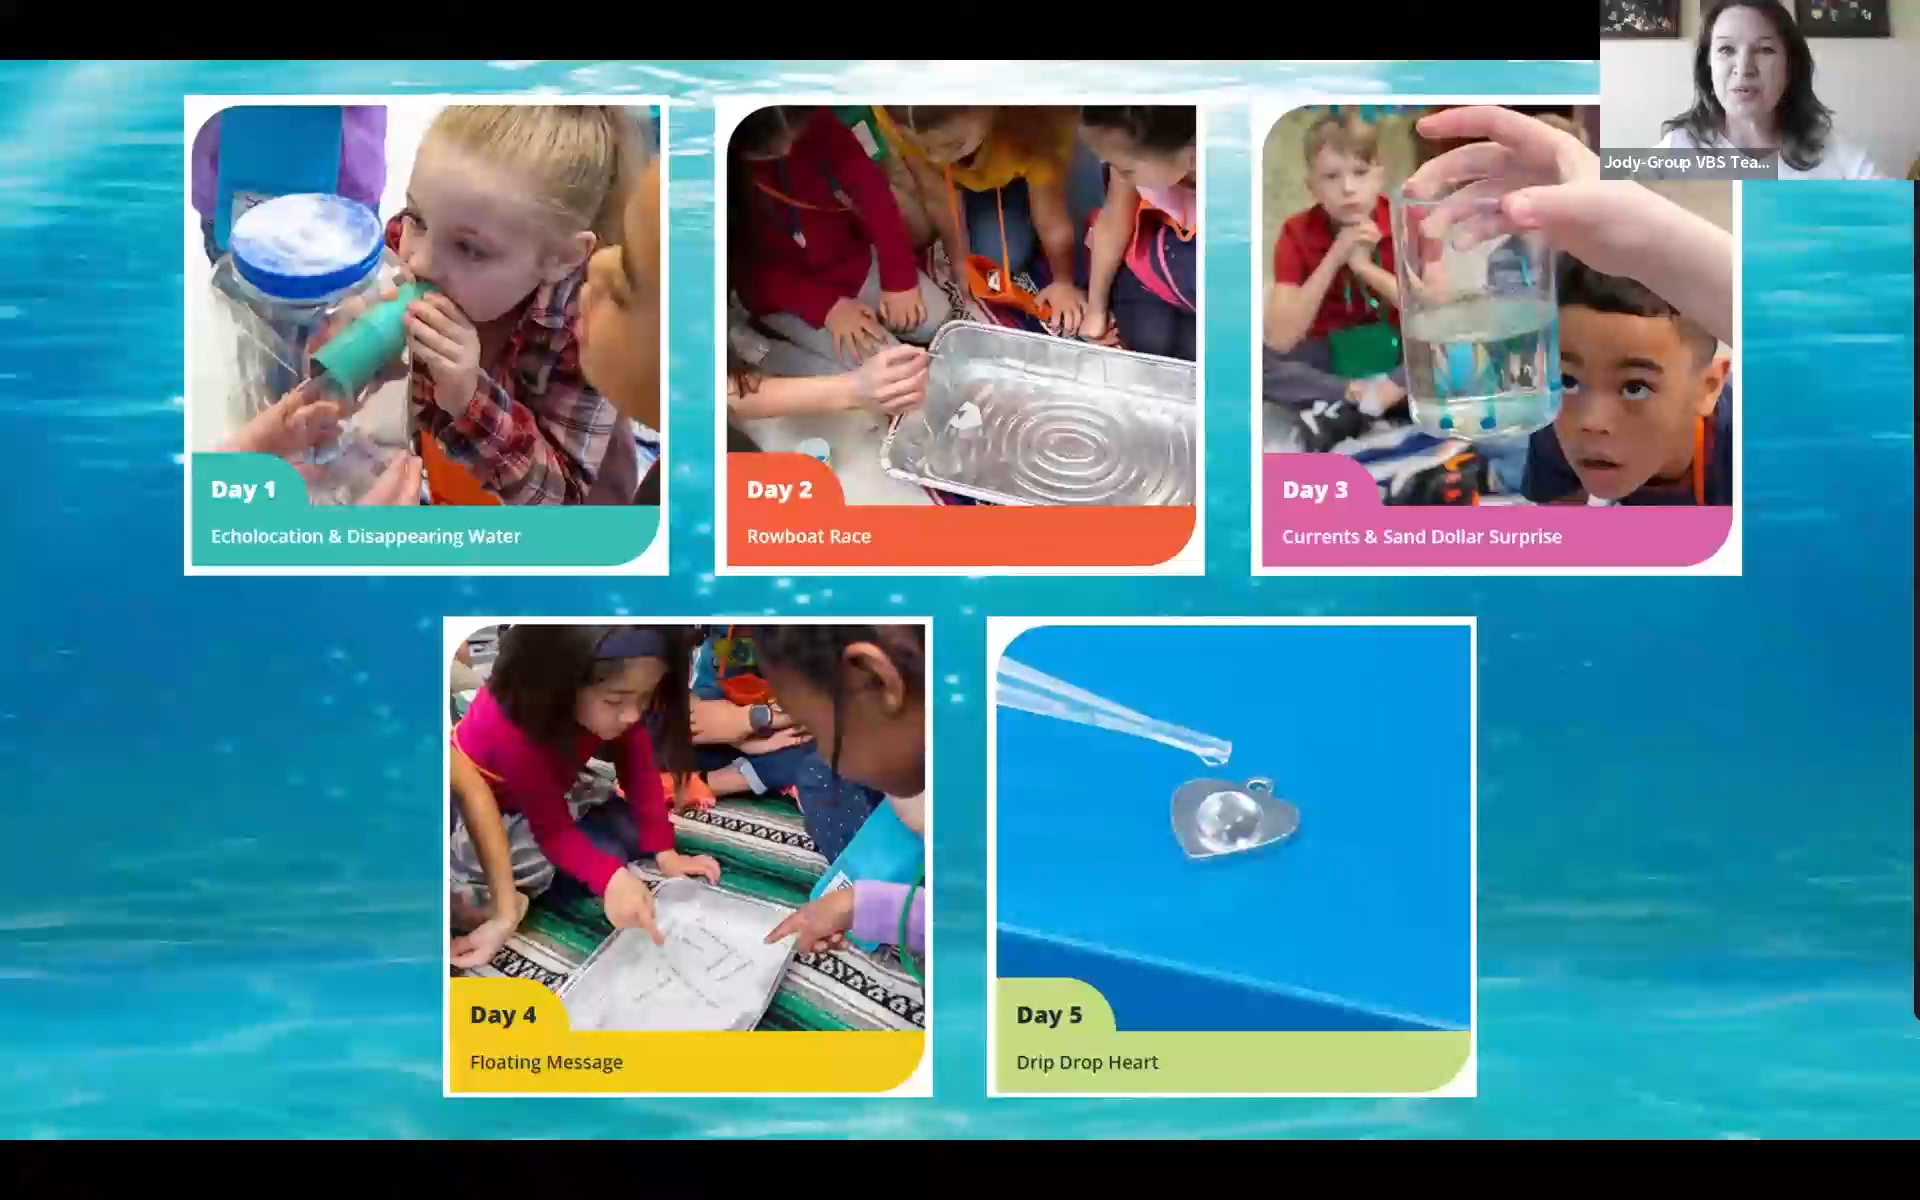 Jody-Group VBS Tea...
Day 1
Echolocation & Disappearing Water
Day 2
Rowboat Race
Day 3
Currents & Sand Dollar Surprise
Day 4
Floating Message
Day 5
Drip Drop Heart